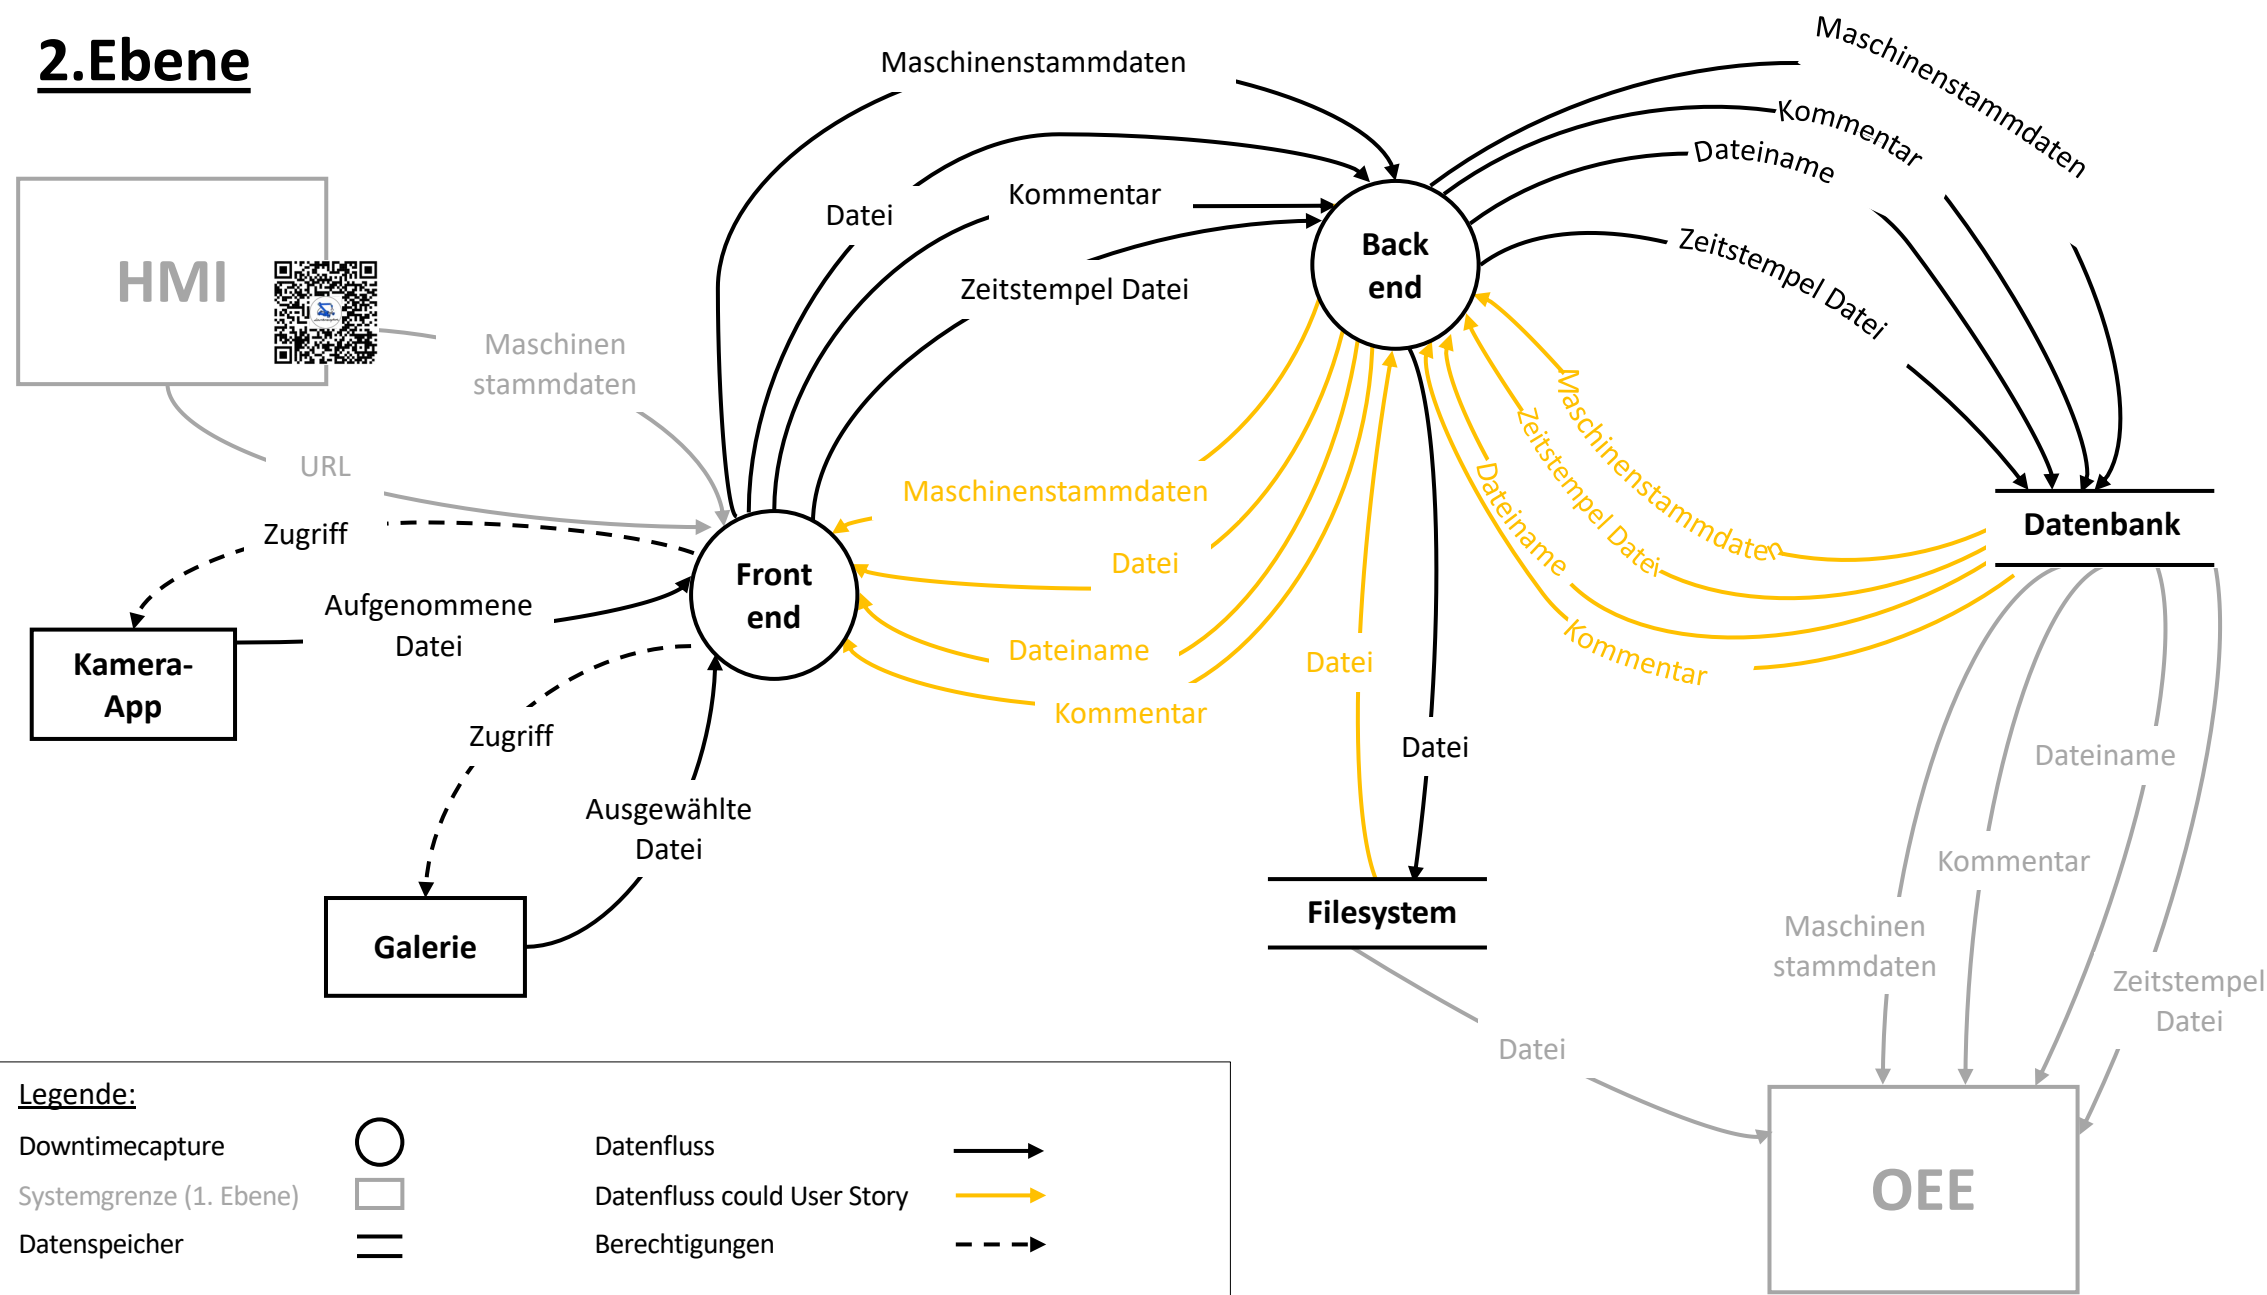 2.Ebene
Maschinenstammdaten
Maschinenstammdaten
Kommentar
Dateiname
Datei
Kommentar
Zeitstempel Datei
Zeitstempel Datei
Back
end
HMI
Maschinen
stammdaten
URL
Zugriff
Aufgenommene
Datei
Kamera-
App
Front
end
Zugriff
Ausgewählte
Datei
Galerie
Maschinenstammdaten
Datei
Dateiname
Kommentar
Datei
Datei
Maschinenstammdaten
Zeitstempel Datei
Dateiname
Kommentar
Datenbank
Filesystem
Dateiname
Kommentar
Maschinen
stammdaten
Zeitstempel
Datei
Datei
OEE
Legende:
Downtimecapture
Systemgrenze (1. Ebene)
Datenspeicher
Datenfluss
Datenfluss could User Story
Berechtigungen